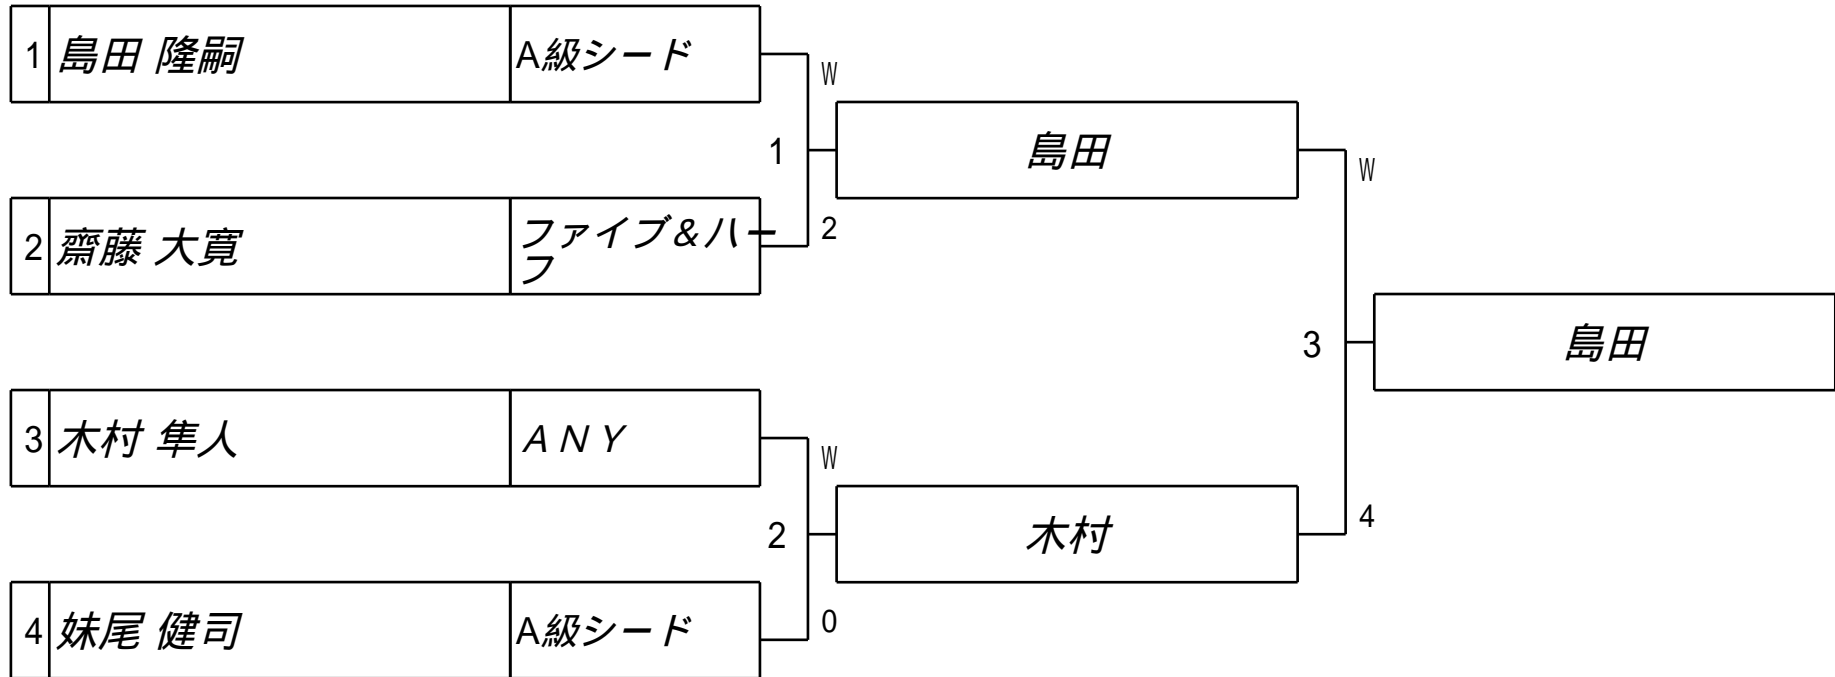 1 島田 隆嗣 A級シード
W
1 島田
W
2 齋藤 大寛 ファイブ&ハー
フ
2
3 島田
3 木村 隼人 ANY
W
2 木村
4
4 妹尾 健司 A級シード
0